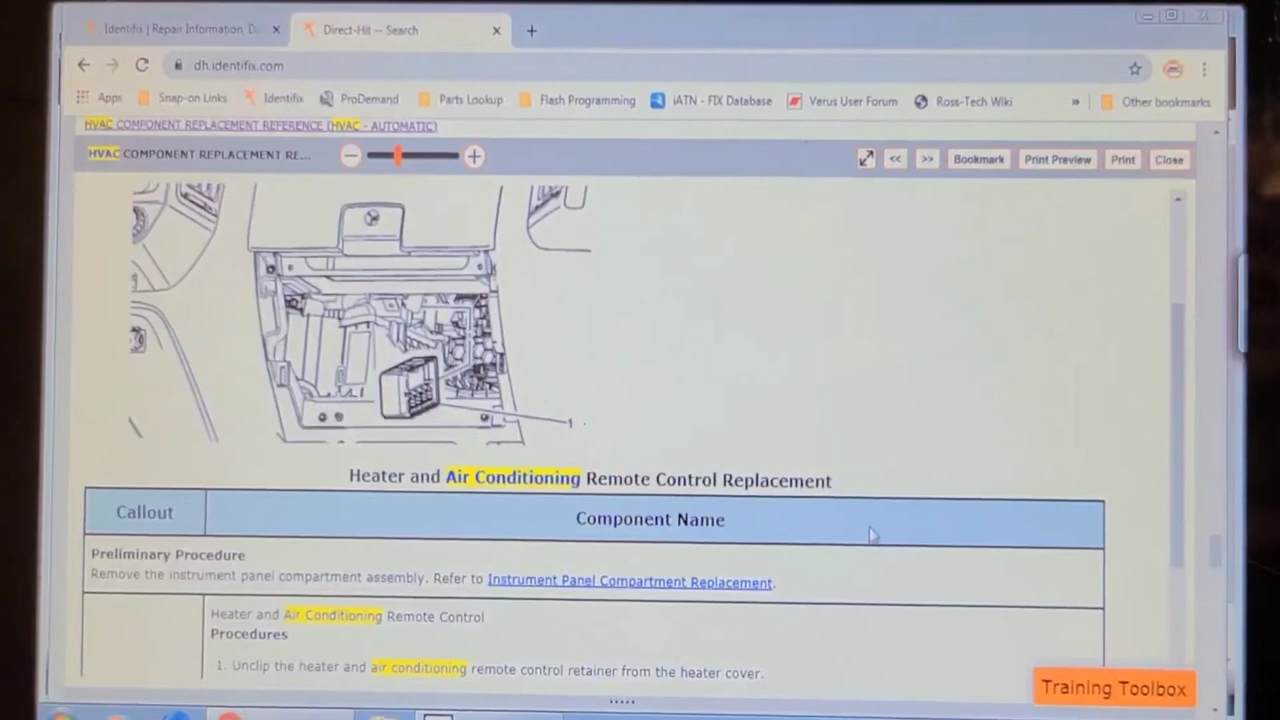 Identifix | Repair Information, D
Direct-Hit -- Search
dh.identifix.com
Apps Snap-on Links Identifix ProDemand Parts Lookup Flash Programming iATN - FIX Database Verus User Forum Ross-Tech Wiki » Other bookmarks
HVAC COMPONENT REPLACEMENT REFERENCE (HVAC - AUTOMATIC)
HVAC COMPONENT REPLACEMENT RE... << >> Bookmark Print Preview Print Close
1
Heater and Air Conditioning Remote Control Replacement
Callout Component Name
Preliminary Procedure
Remove the instrument panel compartment assembly. Refer to Instrument Panel Compartment Replacement.
Heater and Air Conditioning Remote Control
Procedures
1. Unclip the heater and air conditioning remote control retainer from the heater cover.
Training Toolbox